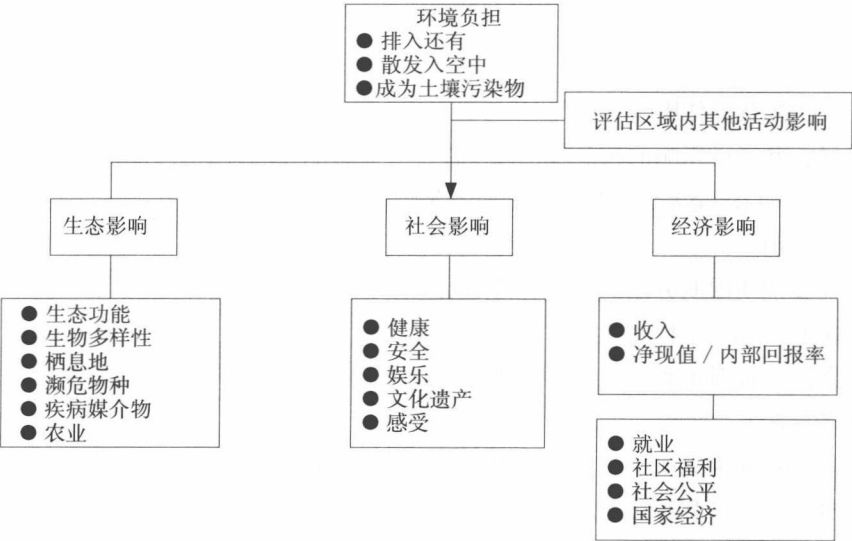 环境负担
● 排入还有
● 散发入空中
● 成为土壤污染物
评估区域内其他活动影响
生态影响
社会影响
经济影响
● 生态功能
● 生物多样性
● 栖息地
● 濒危物种
● 疾病媒介物
● 农业
● 健康
● 安全
● 娱乐
● 文化遗产
● 感受
● 收入
● 净现值 / 内部回报率
● 就业
● 社区福利
● 社会公平
● 国家经济